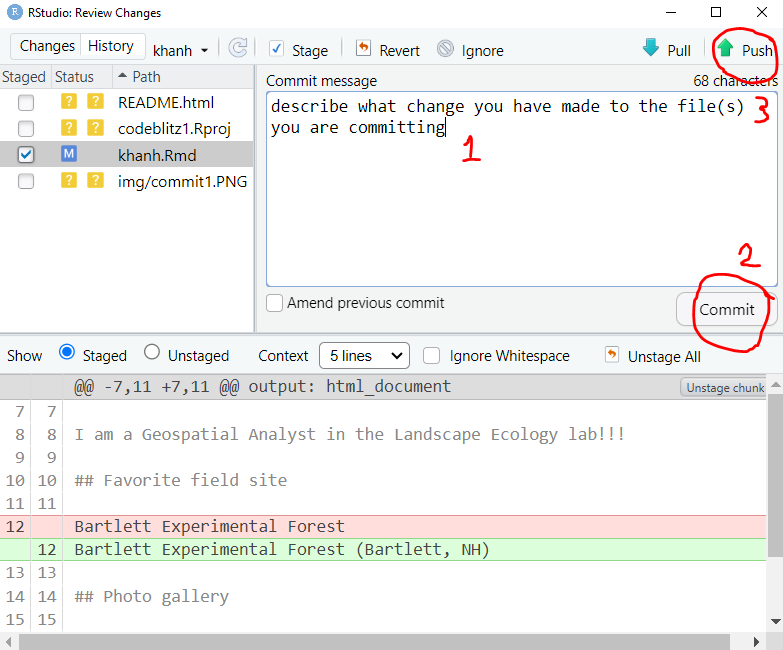 RStudio: Review Changes
Changes History khanh Stage Revert Ignore Pull Push
Staged Status Path
README.html
codeblitz1.Rproj
M khanh.Rmd
img/commit1.PNG
Commit message 68 characters
describe what change you have made to the file(s)
you are committing
3
1
2
Amend previous commit
Commit
Show Staged Unstaged Context 5 lines Ignore Whitespace Unstage All
@@ -7,11 +7,11 @@ output: html_document Unstage chunk
7 7
8 8 I am a Geospatial Analyst in the Landscape Ecology lab!!!
9 9
10 10 ## Favorite field site
11 11
12 Bartlett Experimental Forest
12 Bartlett Experimental Forest (Bartlett, NH)
13 13
14 14 ## Photo gallery
15 15